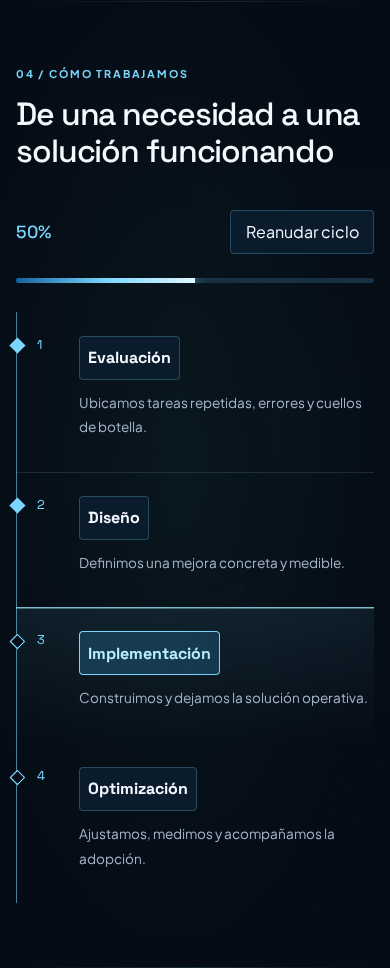 04 / CÓMO TRABAJAMOS
De una necesidad a una
solución funcionando
50%
Reanudar ciclo
1
Evaluación
Ubicamos tareas repetidas, errores y cuellos
de botella.
2
Diseño
Definimos una mejora concreta y medible.
3
Implementación
Construimos y dejamos la solución operativa.
4
Optimización
Ajustamos, medimos y acompañamos la
adopción.